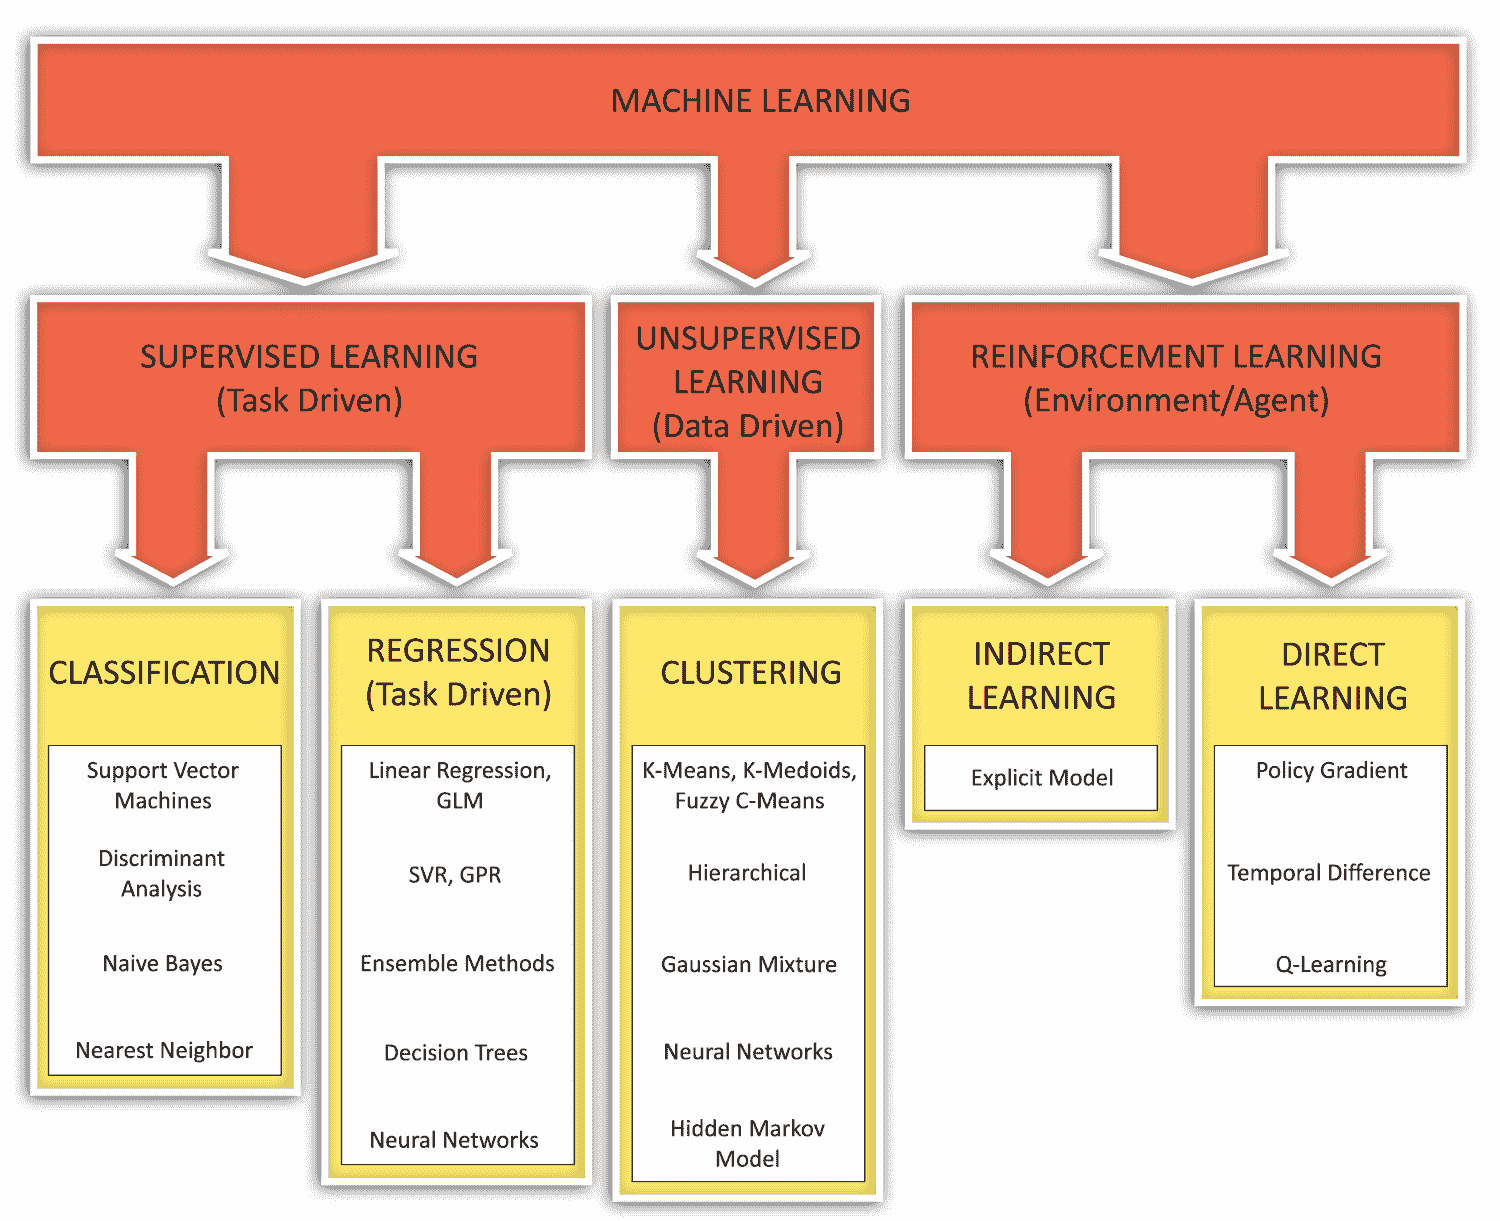 MACHINE LEARNING
SUPERVISED LEARNING
(Task Driven)
UNSUPERVISED
LEARNING
(Data Driven)
REINFORCEMENT LEARNING
(Environment/Agent)
CLASSIFICATION
Support Vector
Machines
Discriminant
Analysis
Naive Bayes
Nearest Neighbor
REGRESSION
(Task Driven)
Linear Regression,
GLM
SVR, GPR
Ensemble Methods
Decision Trees
Neural Networks
CLUSTERING
K-Means, K-Medoids,
Fuzzy C-Means
Hierarchical
Gaussian Mixture
Neural Networks
Hidden Markov
Model
INDIRECT
LEARNING
Explicit Model
DIRECT
LEARNING
Policy Gradient
Temporal Difference
Q-Learning